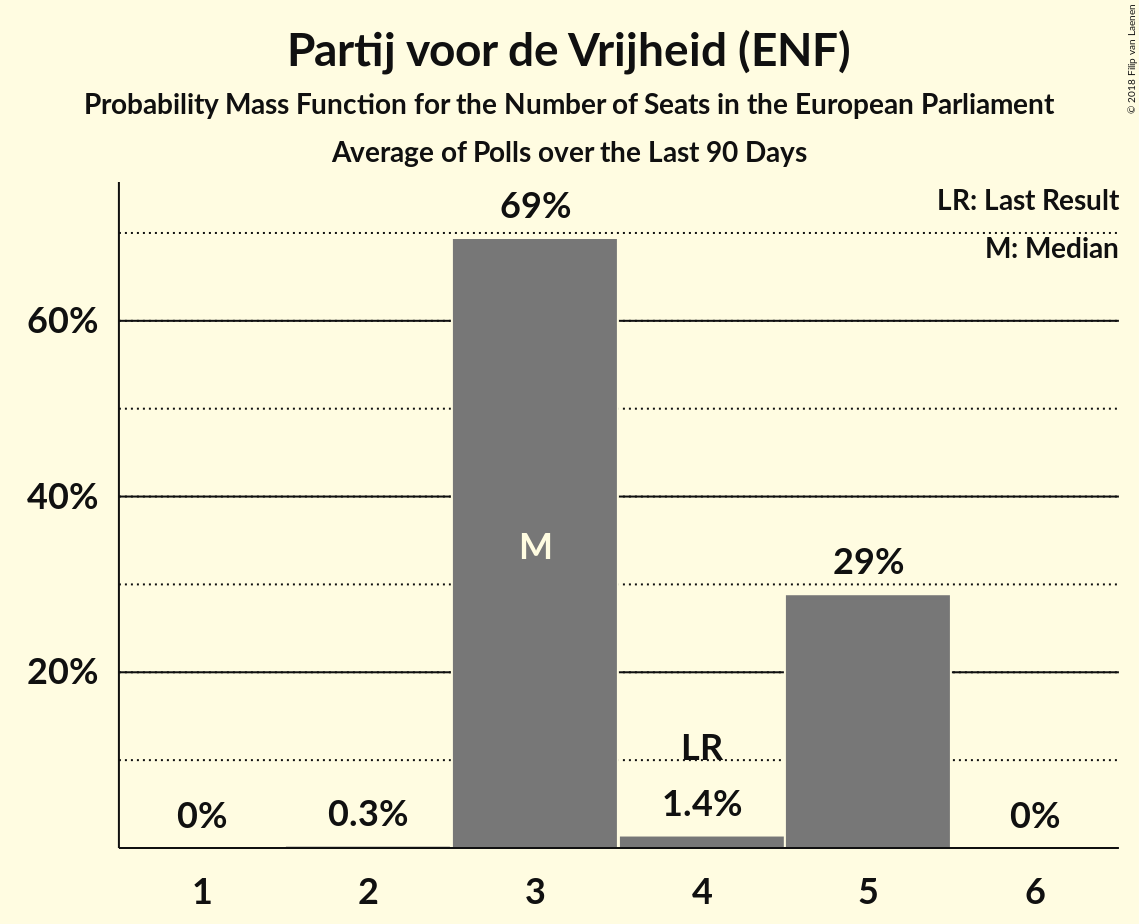 Partij voor de Vrijheid (ENF)
Probability Mass Function for the Number of Seats in the European Parliament
Average of Polls over the Last 90 Days
© 2018 Filip van Laenen
LR: Last Result
M: Median
69%
60%
40%
20%
M
29%
LR
0%
0.3%
1.4%
0%
1 2 3 4 5 6